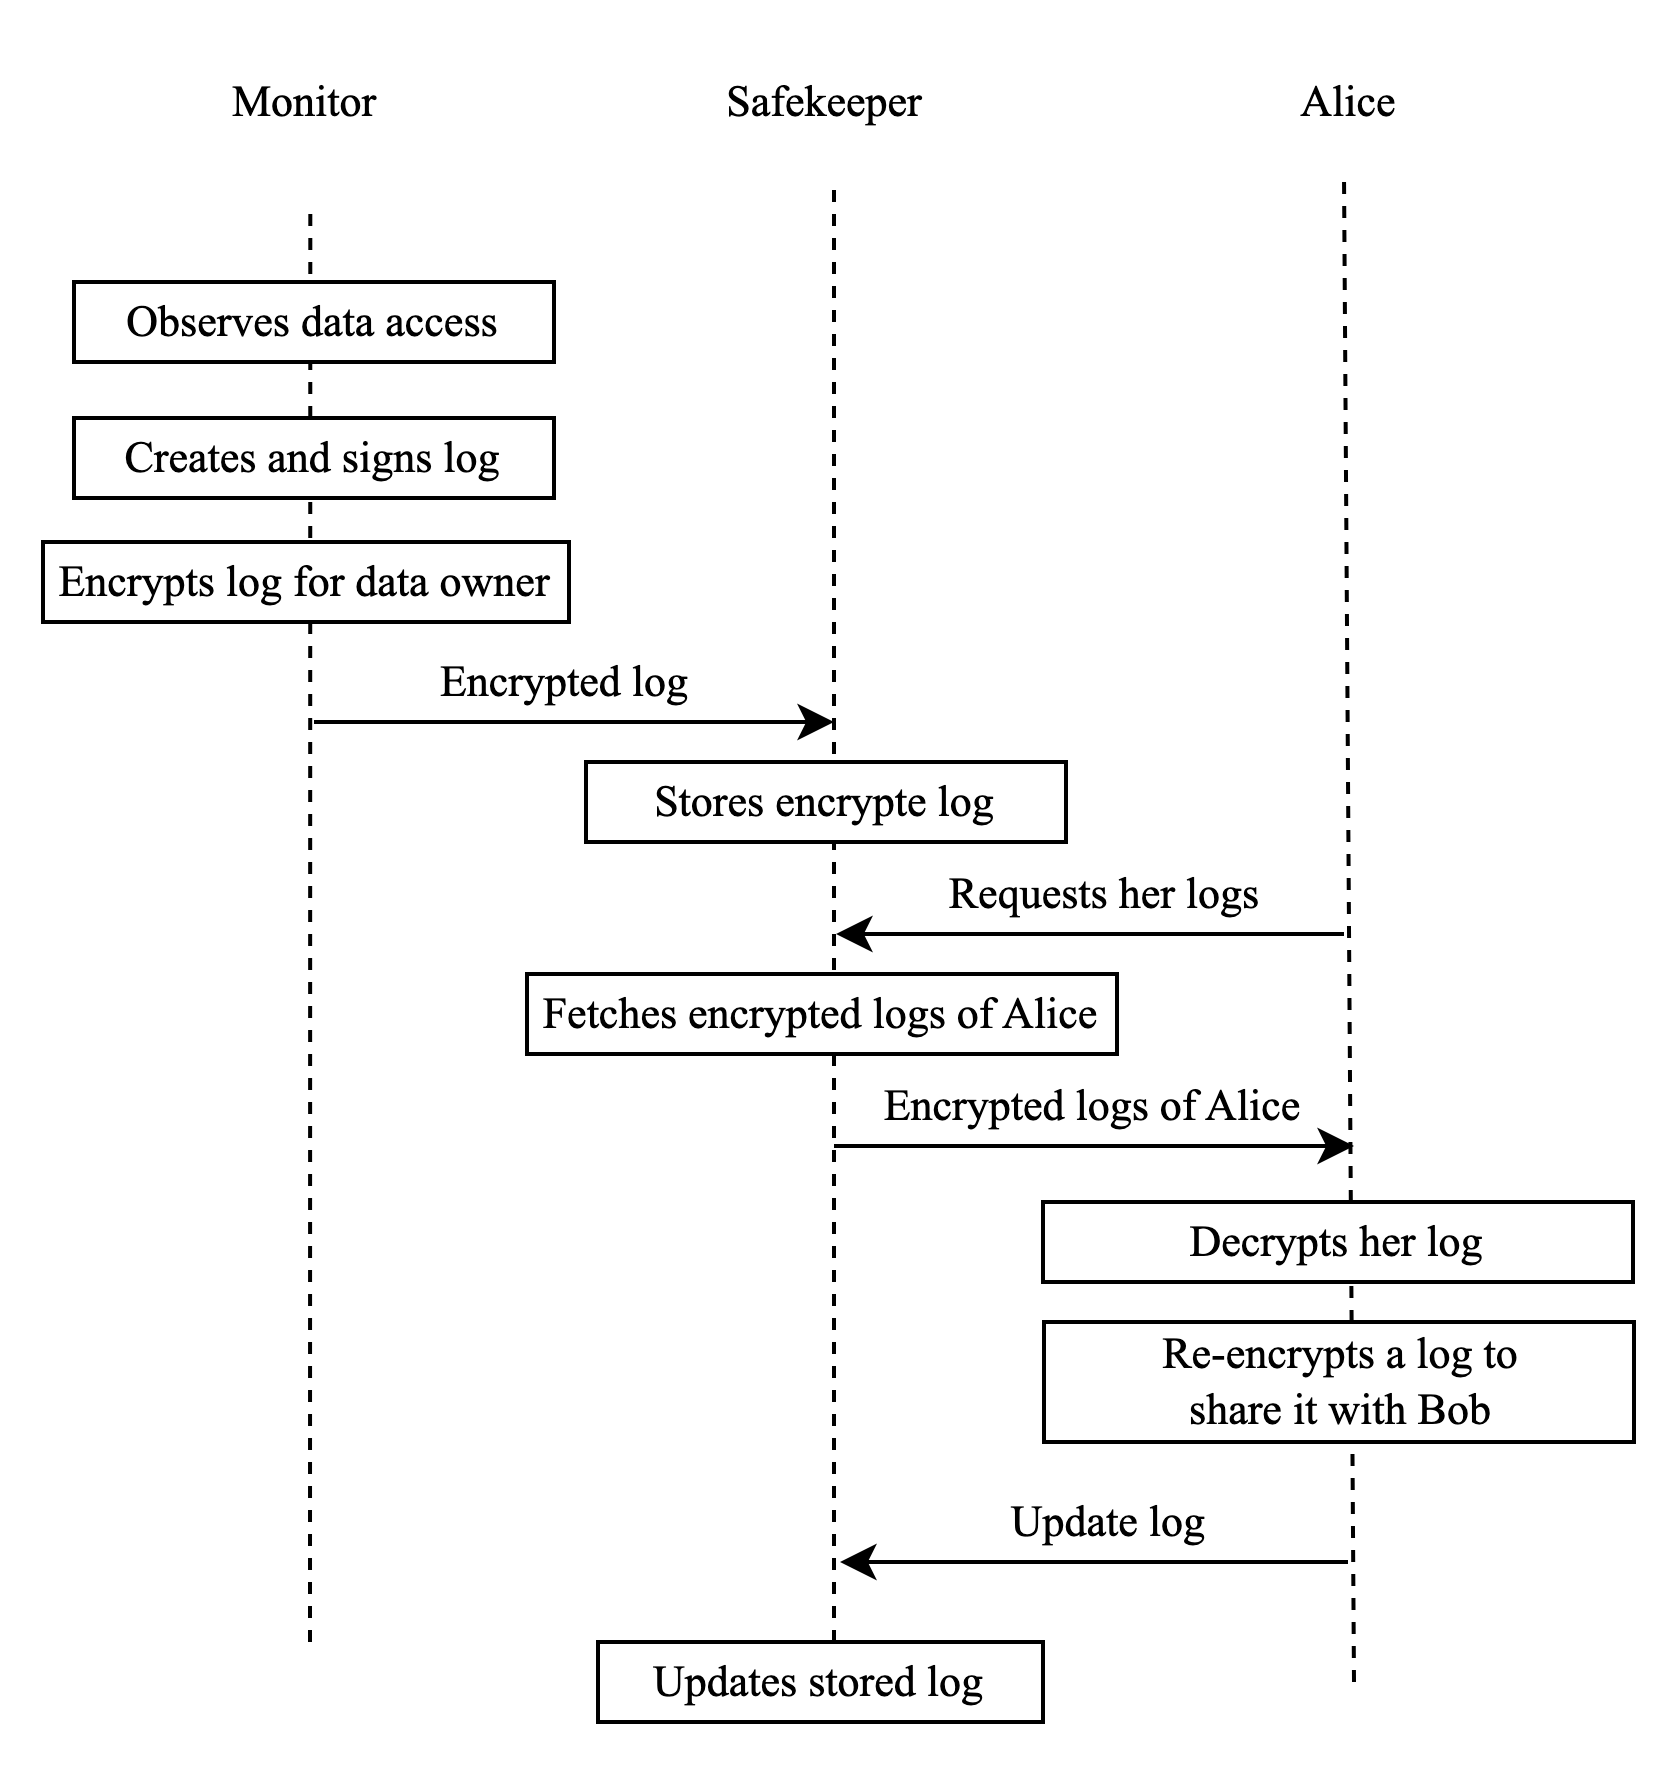 Monitor
Safekeeper
Alice
Observes data access
Creates and signs log
Encrypts log for data owner
Encrypted log
Stores encrypte log
Requests her logs
Fetches encrypted logs of Alice
Encrypted logs of Alice
Decrypts her log
Re-encrypts a log to
share it with Bob
Update log
Updates stored log